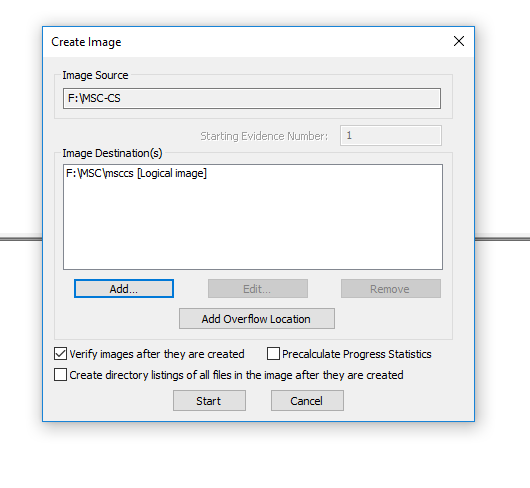 Create Image
Image Source
F:\MSC-CS
Starting Evidence Number: 1
Image Destination(s)
F:\MSC\msccs [Logical image]
Add... Edit... Remove
Add Overflow Location
Verify images after they are created Precalculate Progress Statistics
Create directory listings of all files in the image after they are created
Start Cancel